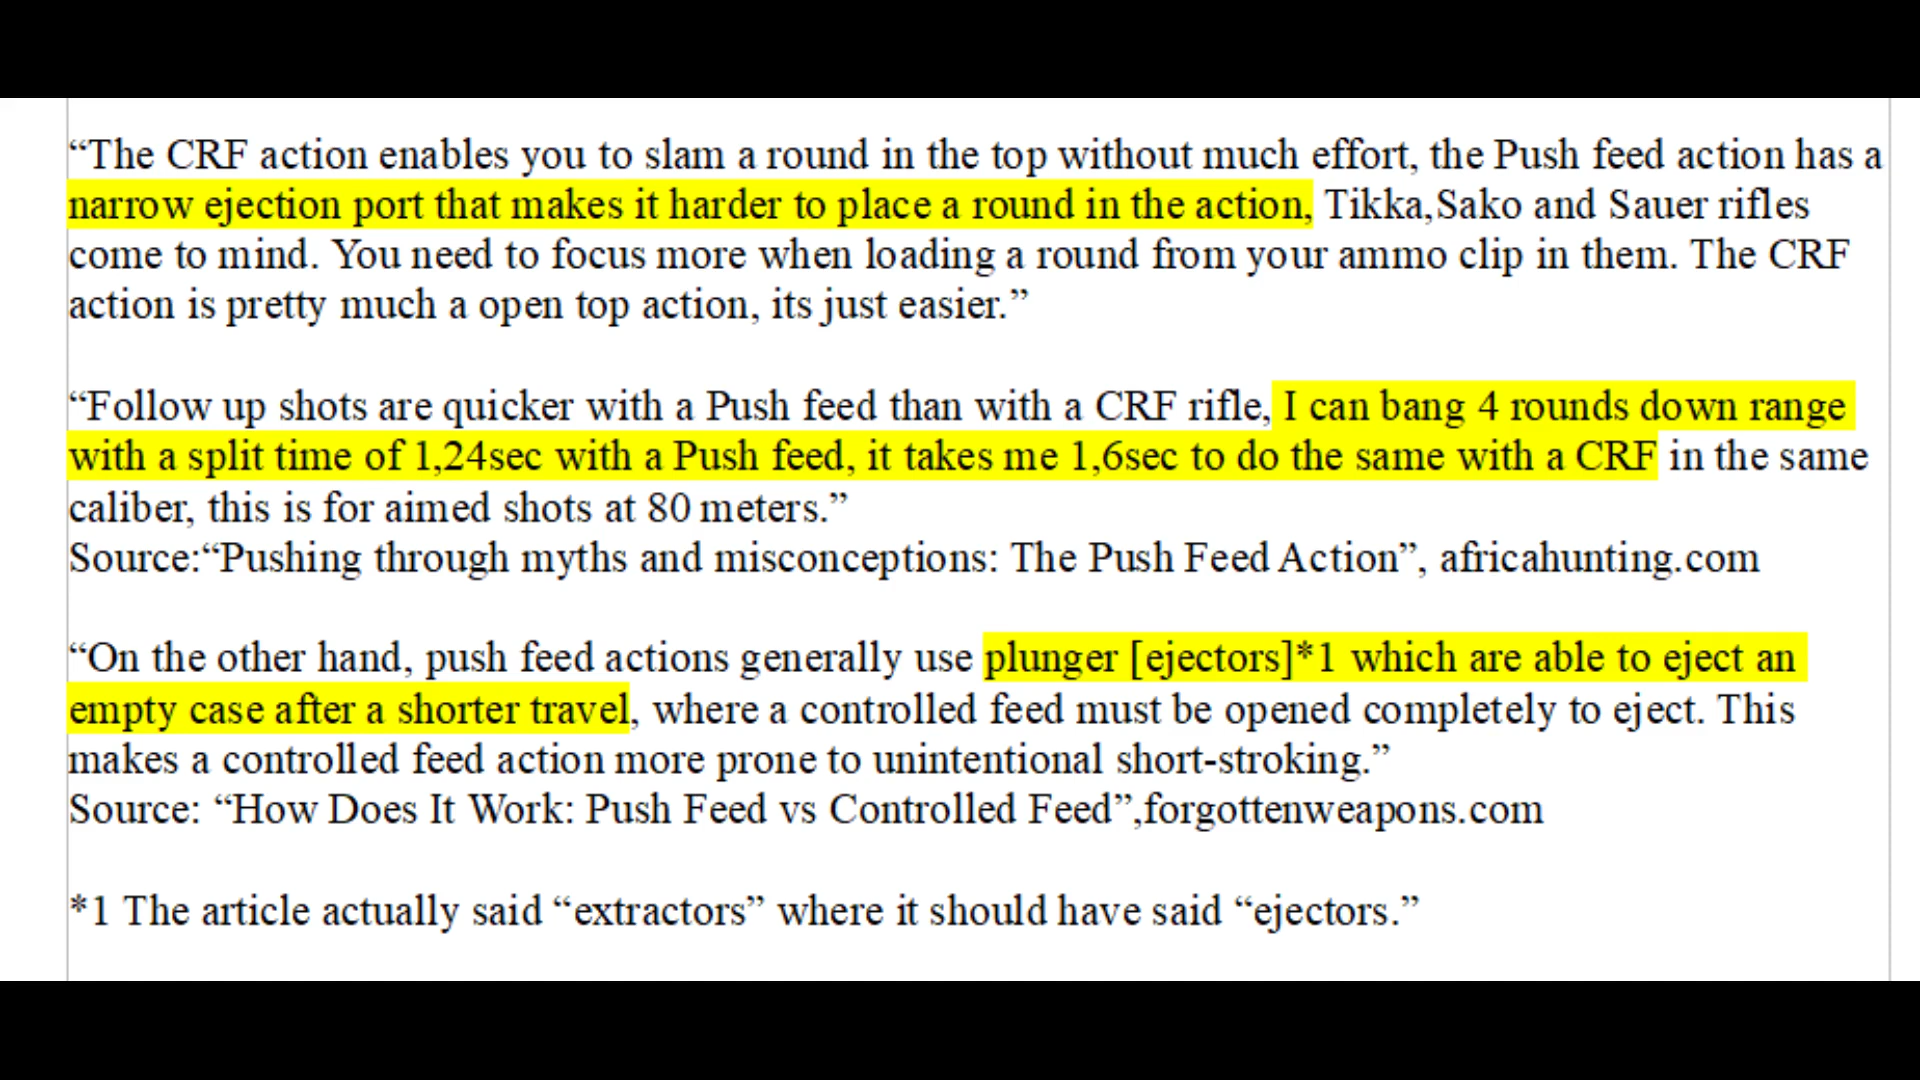 “The CRF action enables you to slam a round in the top without much effort, the Push feed action has a
narrow ejection port that makes it harder to place a round in the action, Tikka,Sako and Sauer rifles
come to mind. You need to focus more when loading a round from your ammo clip in them. The CRF
action is pretty much a open top action, its just easier.”
“Follow up shots are quicker with a Push feed than with a CRF rifle, I can bang 4 rounds down range
with a split time of 1,24sec with a Push feed, it takes me 1,6sec to do the same with a CRF in the same
caliber, this is for aimed shots at 80 meters.”
Source:“Pushing through myths and misconceptions: The Push Feed Action”, africahunting.com
“On the other hand, push feed actions generally use plunger [ejectors]*1 which are able to eject an
empty case after a shorter travel, where a controlled feed must be opened completely to eject. This
makes a controlled feed action more prone to unintentional short-stroking.”
Source: “How Does It Work: Push Feed vs Controlled Feed”,forgottenweapons.com
*1 The article actually said “extractors” where it should have said “ejectors.”